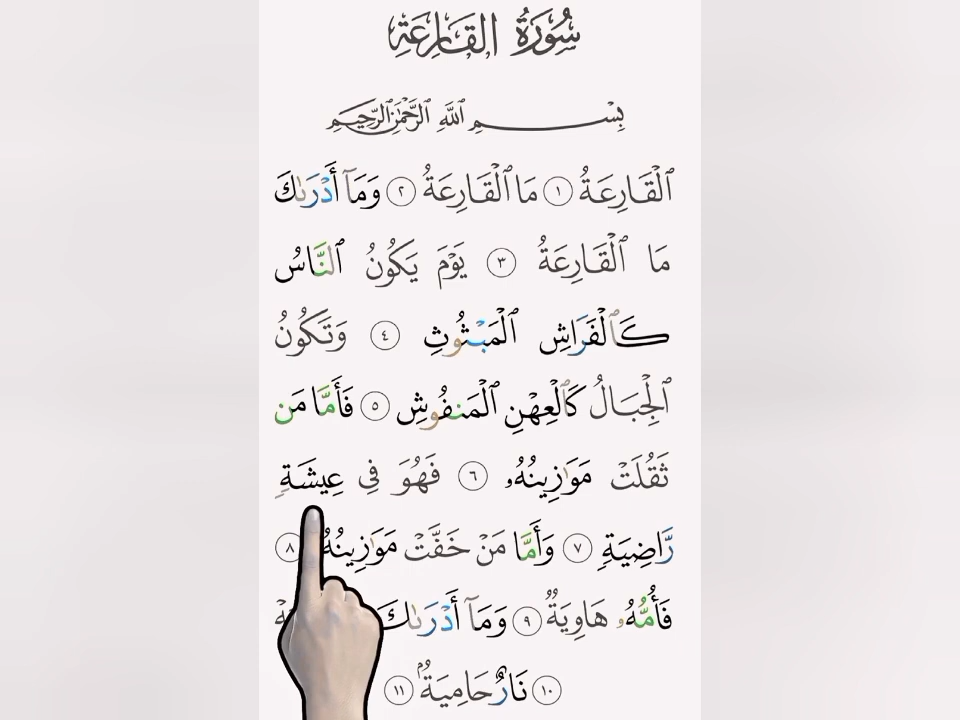 سُورَةُ القَارِعَةِ
بِسْمِ اللَّهِ الرَّحْمَٰنِ الرَّحِيمِ
ٱلْقَارِعَةُ ١ مَا ٱلْقَارِعَةُ ٢ وَمَآ أَدْرَىٰكَ
مَا ٱلْقَارِعَةُ ٣ يَوْمَ يَكُونُ ٱلنَّاسُ
كَٱلْفَرَاشِ ٱلْمَبْثُوثِ ٤ وَتَكُونُ
ٱلْجِبَالُ كَٱلْعِهْنِ ٱلْمَنفُوشِ ٥ فَأَمَّا مَن
ثَقُلَتْ مَوَٰزِينُهُۥ ٦ فَهُوَ فِى عِيشَةٍ
رَّاضِيَةٍ ٧ وَأَمَّا مَنْ خَفَّتْ مَوَٰزِينُهُ ٨
فَأُمُّهُۥ هَاوِيَةٌ ٩ وَمَآ أَدْرَىٰكَ
١٠ نَارٌ حَامِيَةٌۢ ١١